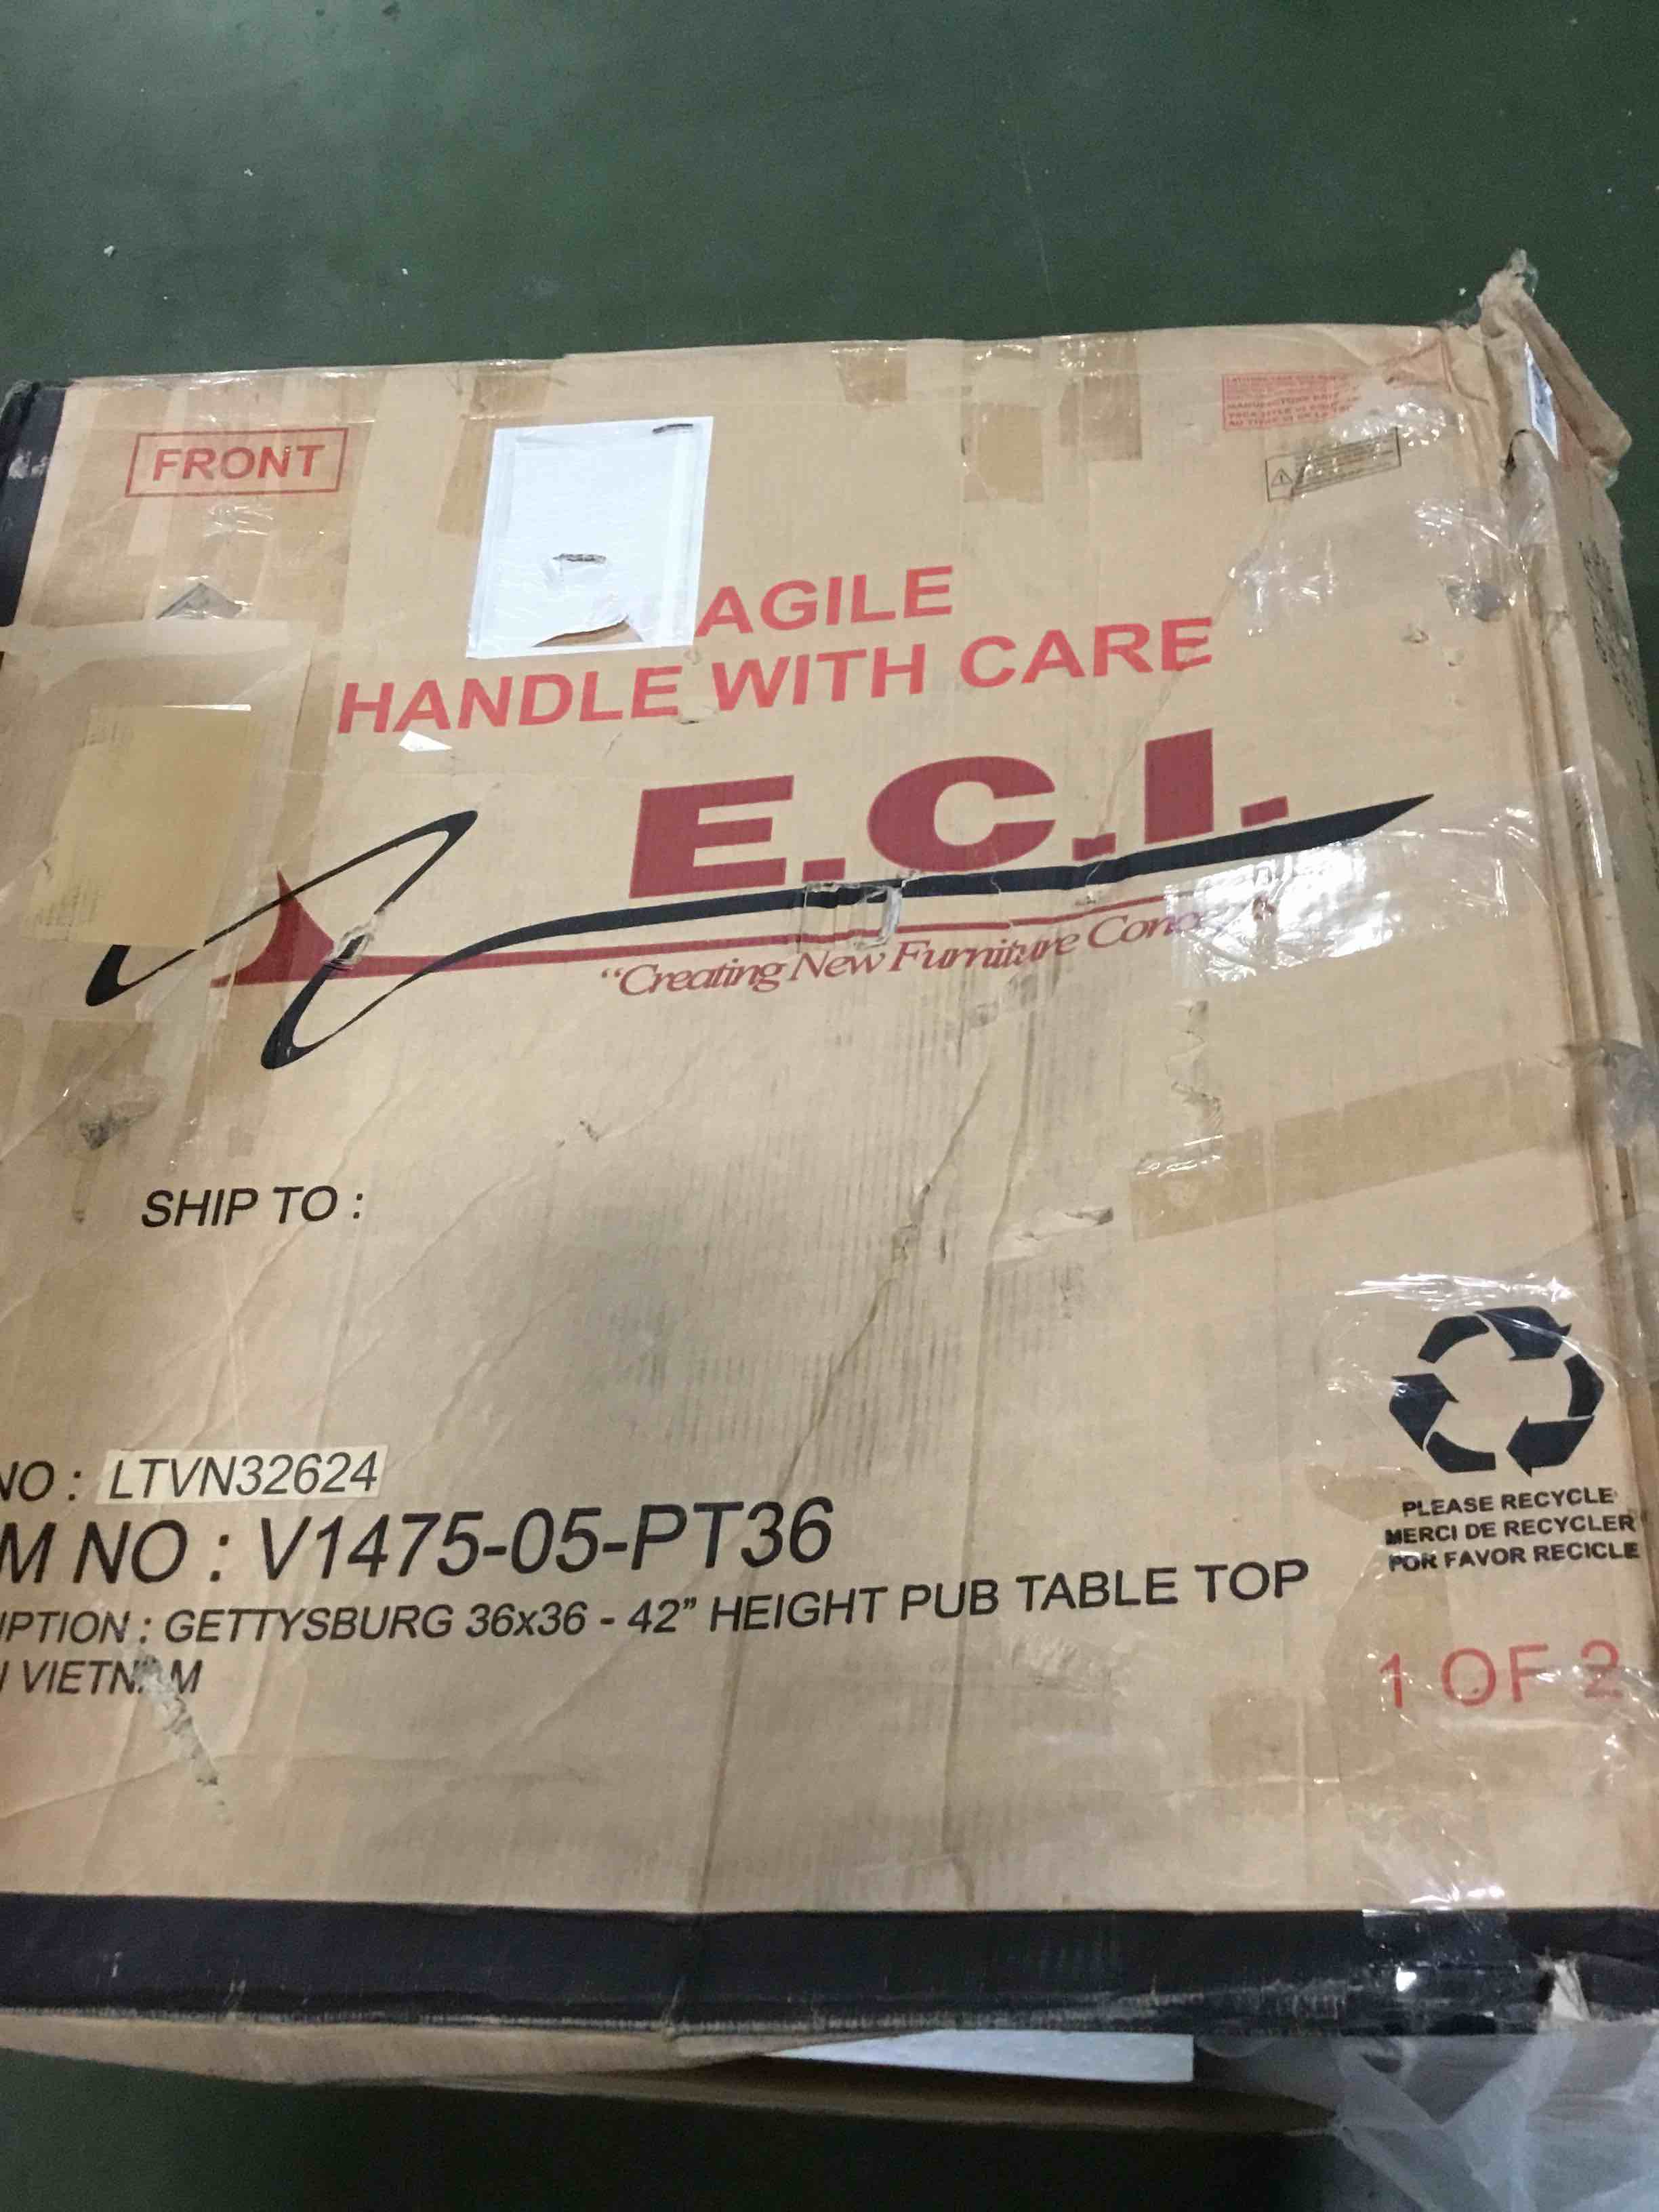 FRONT
AGILE
HANDLE WITH CARE
E.C.I.
"Creating New Furniture Conc
SHIP TO :
NO : LTVN32624
M NO : V1475-05-PT36
IPTION : GETTYSBURG 36x36 - 42" HEIGHT PUB TABLE TOP
VIETNAM
PLEASE RECYCLE
MERCI DE RECYCLER
POR FAVOR RECICLE
1 OF 2